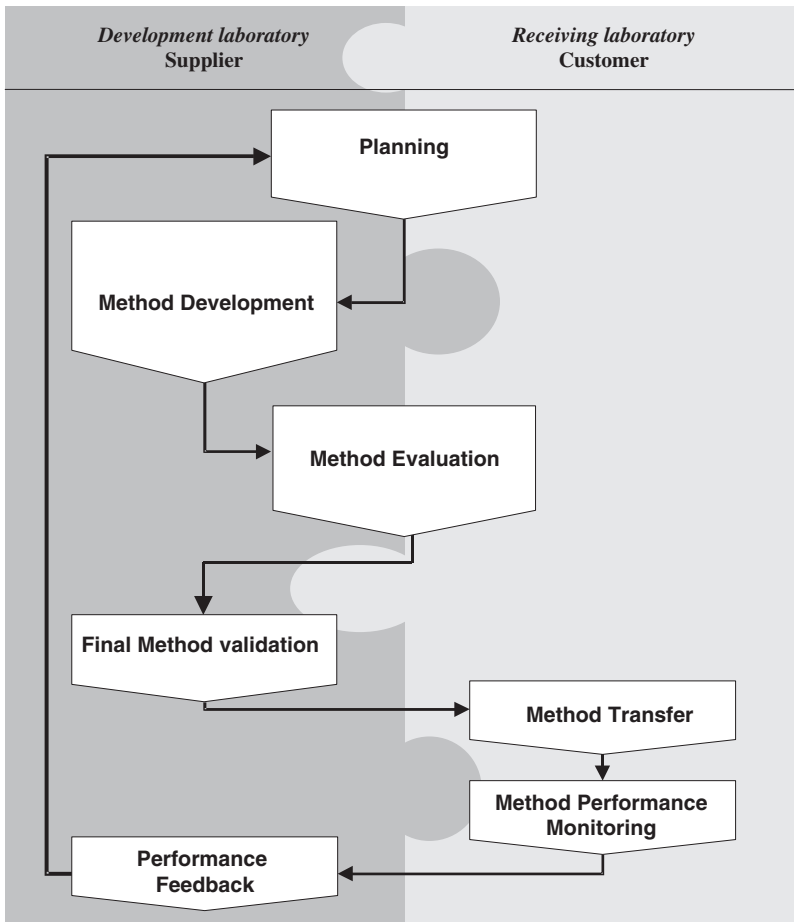 Development laboratory
Supplier
Receiving laboratory
Customer
Planning
Method Development
Method Evaluation
Final Method validation
Method Transfer
Method Performance
Monitoring
Performance
Feedback